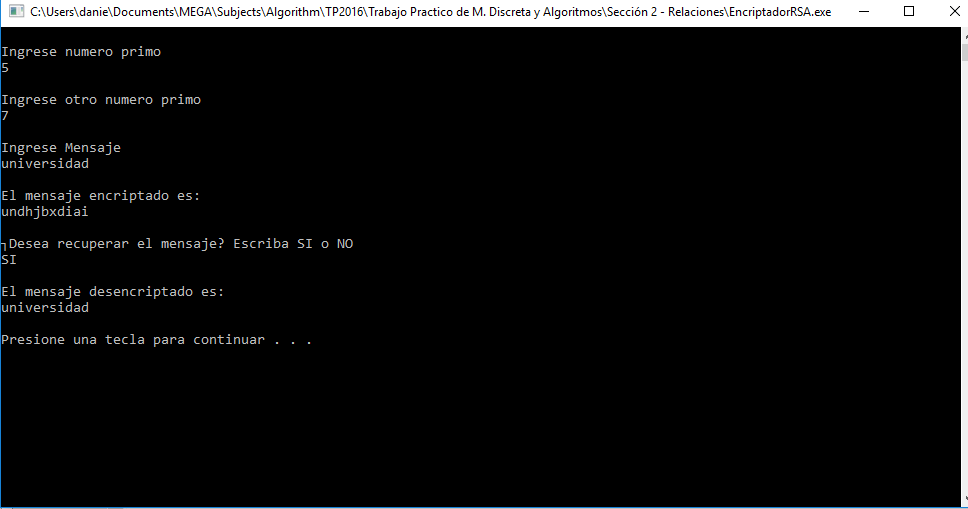 C:\Users\danie\Documents\MEGA\Subjects\Algorithm\TP2016\Trabajo Practico de M. Discreta y Algoritmos\Sección 2 - Relaciones\EncriptadorRSA.exe
Ingrese numero primo
5
Ingrese otro numero primo
7
Ingrese Mensaje
universidad
El mensaje encriptado es:
undhjbxdiai
┐Desea recuperar el mensaje? Escriba SI o NO
SI
El mensaje desencriptado es:
universidad
Presione una tecla para continuar . . .